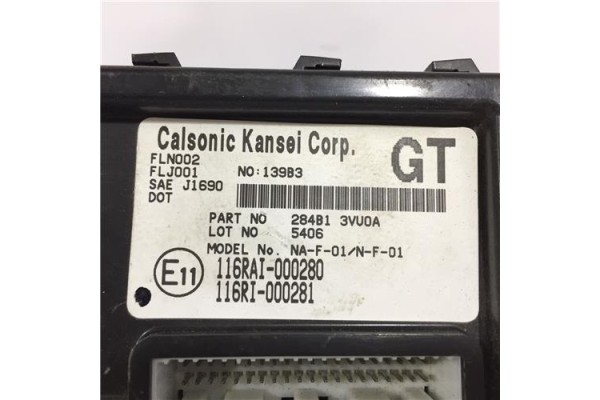 Calsonic Kansei Corp.
GT
FLN002
FLJ001 NO:139B3
SAE J1690
DOT
PART NO 284B1 3VU0A
LOT NO 5406
MODEL No. NA-F-01/N-F-01
E11
116RAI-000280
116RI-000281